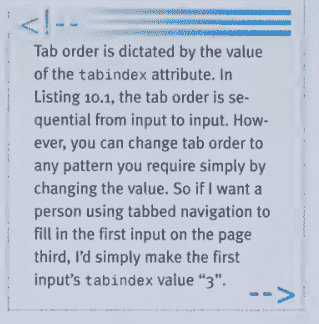 <!--
Tab order is dictated by the value
of the tabindex attribute. In
Listing 10.1, the tab order is se-
quential from input to input. How-
ever, you can change tab order to
any pattern you require simply by
changing the value. So if I want a
person using tabbed navigation to
fill in the first input on the page
third, I'd simply make the first
input's tabindex value “3”.
-->